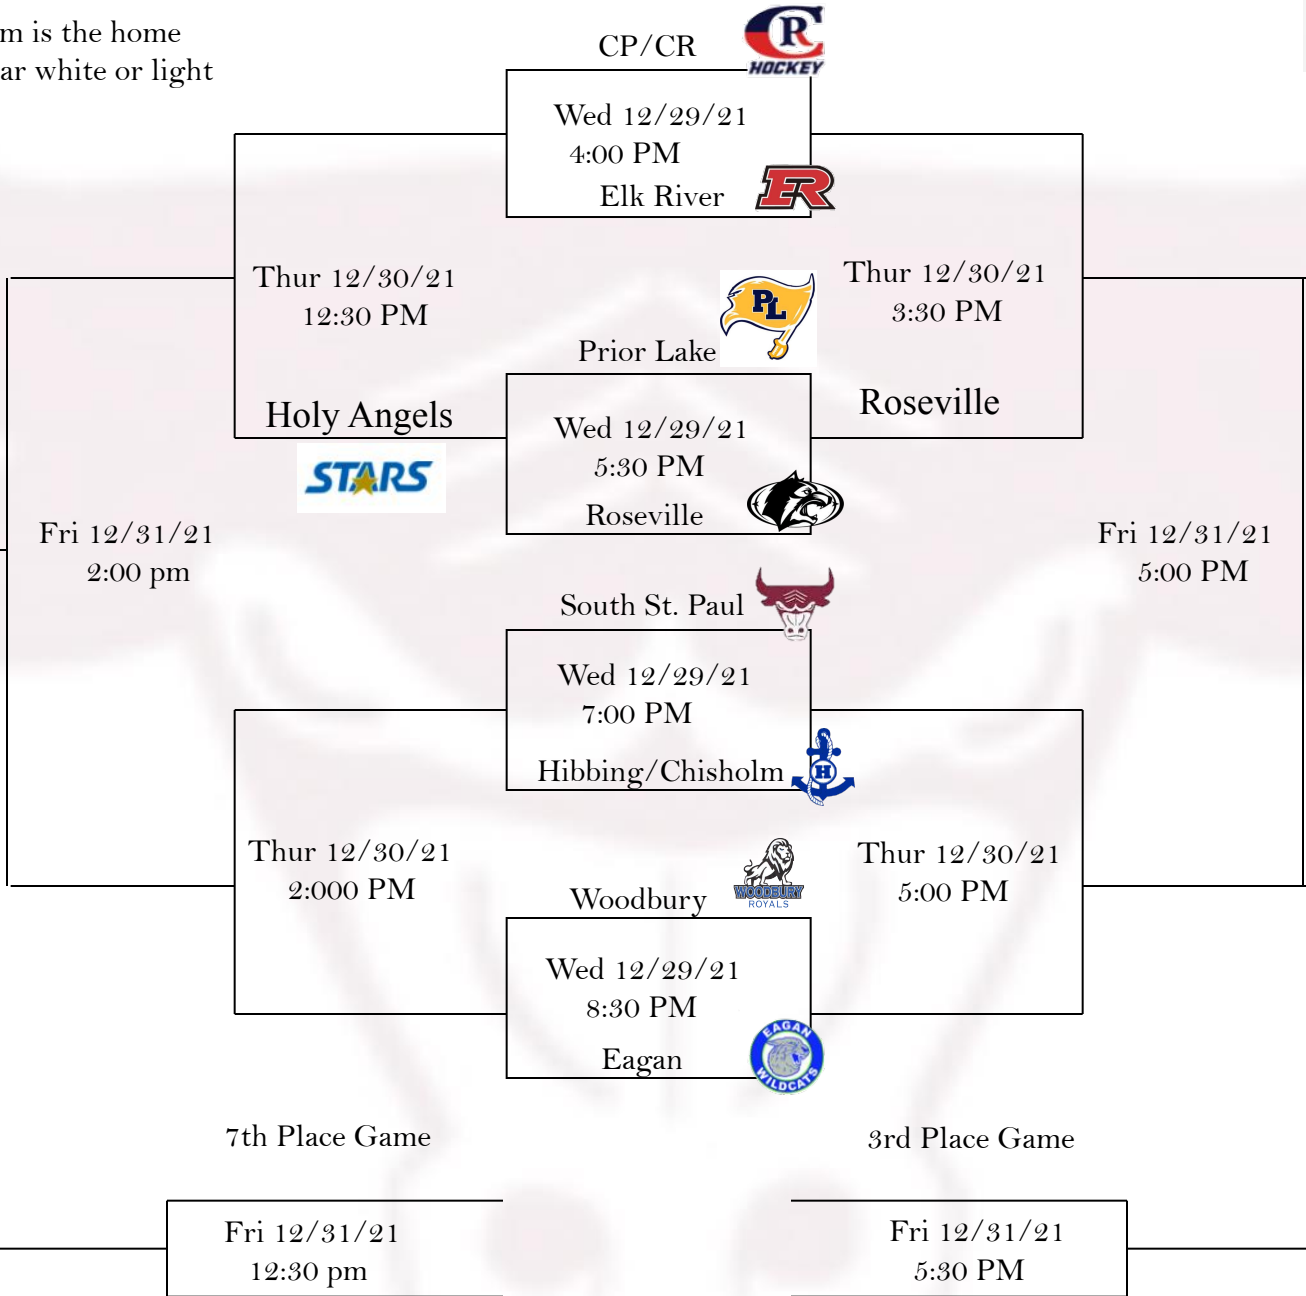 m is the home
ar white or light
CP/CR
CR
HOCKEY
Wed 12/29/21
4:00 PM
Elk River
ER
Thur 12/30/21
12:30 PM
Thur 12/30/21
3:30 PM
PL
Prior Lake
Holy Angels
STARS
Wed 12/29/21
5:30 PM
Roseville
Roseville
Fri 12/31/21
2:00 pm
Fri 12/31/21
5:00 PM
South St. Paul
Wed 12/29/21
7:00 PM
Hibbing/Chisholm
H
Thur 12/30/21
2:000 PM
Thur 12/30/21
5:00 PM
Woodbury
WOODBURY
ROYALS
Wed 12/29/21
8:30 PM
Eagan
EAGAN
WILDCATS
7th Place Game
3rd Place Game
Fri 12/31/21
12:30 pm
Fri 12/31/21
5:30 PM